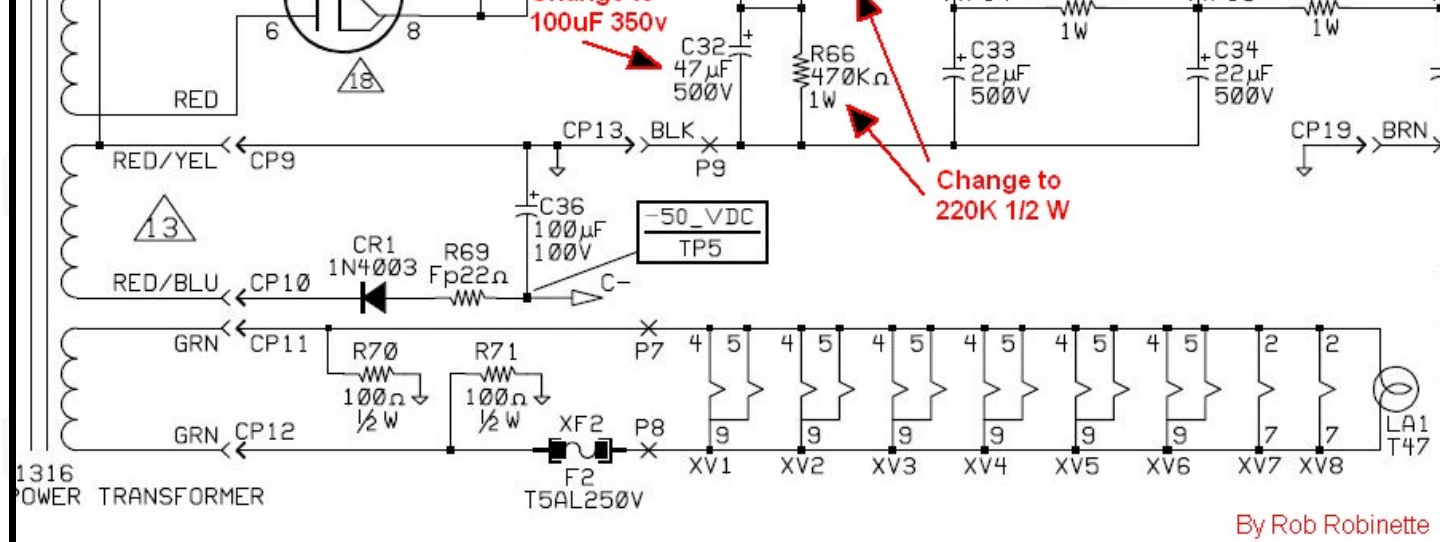 6
8
100uF 350v
18
RED
C32
47µF
500V
+
R66
470KΩ
1W
+
C33
22µF
500V
1W
+
C34
22µF
500V
1W
RED/YEL
CP9
CP13
BLK
P9
CP19
BRN
Change to
220K 1/2 W
13
+
C36
100µF
100V
-50_VDC
TP5
CR1
1N4003
R69
Fp22Ω
RED/BLU
CP10
C-
GRN
CP11
P7
4 5 4 5 4 5 4 5 4 5 4 5 2 2
R70
100Ω
½W
R71
100Ω
½W
GRN
CP12
XF2
F2
T5AL250V
P8
9 9 9 9 9 9 7 7
XV1 XV2 XV3 XV4 XV5 XV6 XV7 XV8
LA1
T47
1316
POWER TRANSFORMER
By Rob Robinette